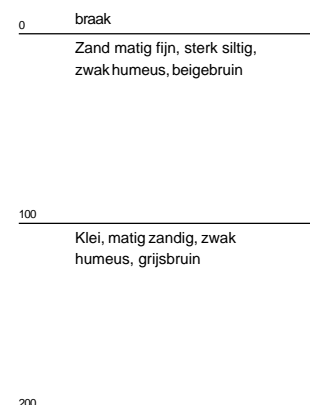 0 braak
Zand matig fijn, sterk siltig,
zwak humeus, beigebruin
100
Klei, matig zandig, zwak
humeus, grijsbruin
200